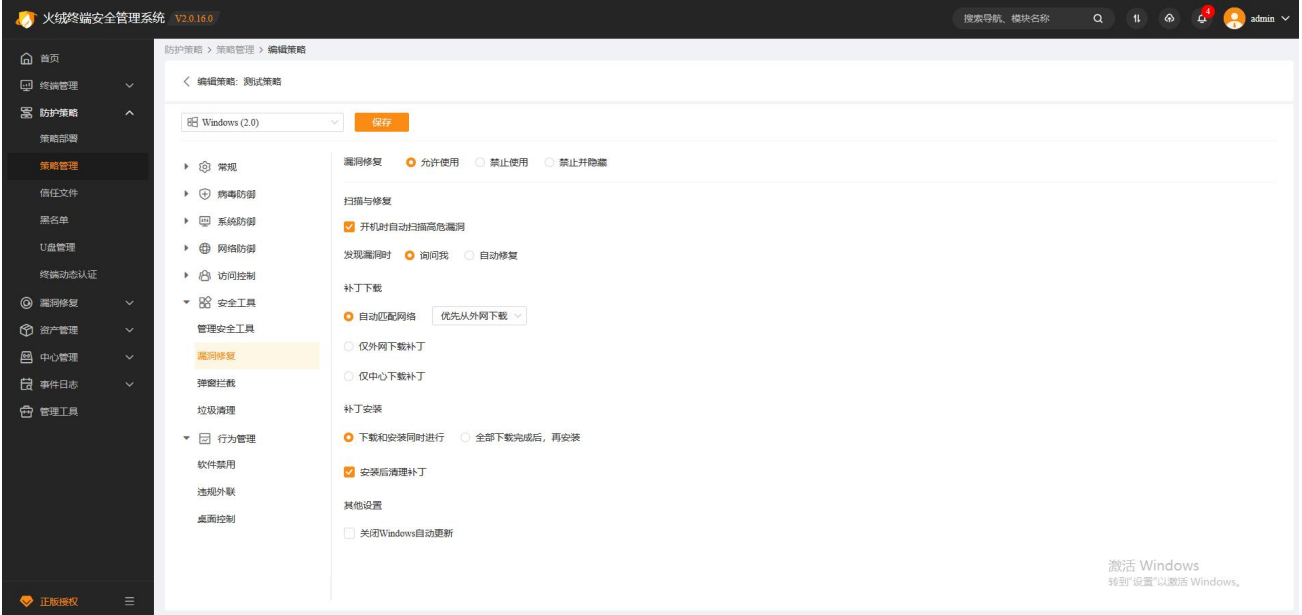 火绒终端安全管理系统 V2.0.16.0
搜索导航、模块名称
4
admin
首页
终端管理
防护策略
策略部署
策略管理
信任文件
黑名单
U盘管理
终端动态认证
漏洞修复
资产管理
中心管理
事件日志
管理工具
正版授权
防护策略 > 策略管理 > 编辑策略
编辑策略: 测试策略
Windows (2.0)
保存
常规
病毒防御
系统防御
网络防御
访问控制
安全工具
管理安全工具
漏洞修复
弹窗拦截
垃圾清理
行为管理
软件禁用
违规外联
桌面控制
漏洞修复 允许使用 禁止使用 禁止并隐藏
扫描与修复
开机时自动扫描高危漏洞
发现漏洞时 询问我 自动修复
补丁下载
自动匹配网络 优先从外网下载
仅外网下载补丁
仅中心下载补丁
补丁安装
下载和安装同时进行 全部下载完成后，再安装
安装后清理补丁
其他设置
关闭Windows自动更新
激活 Windows
转到"设置"以激活 Windows。